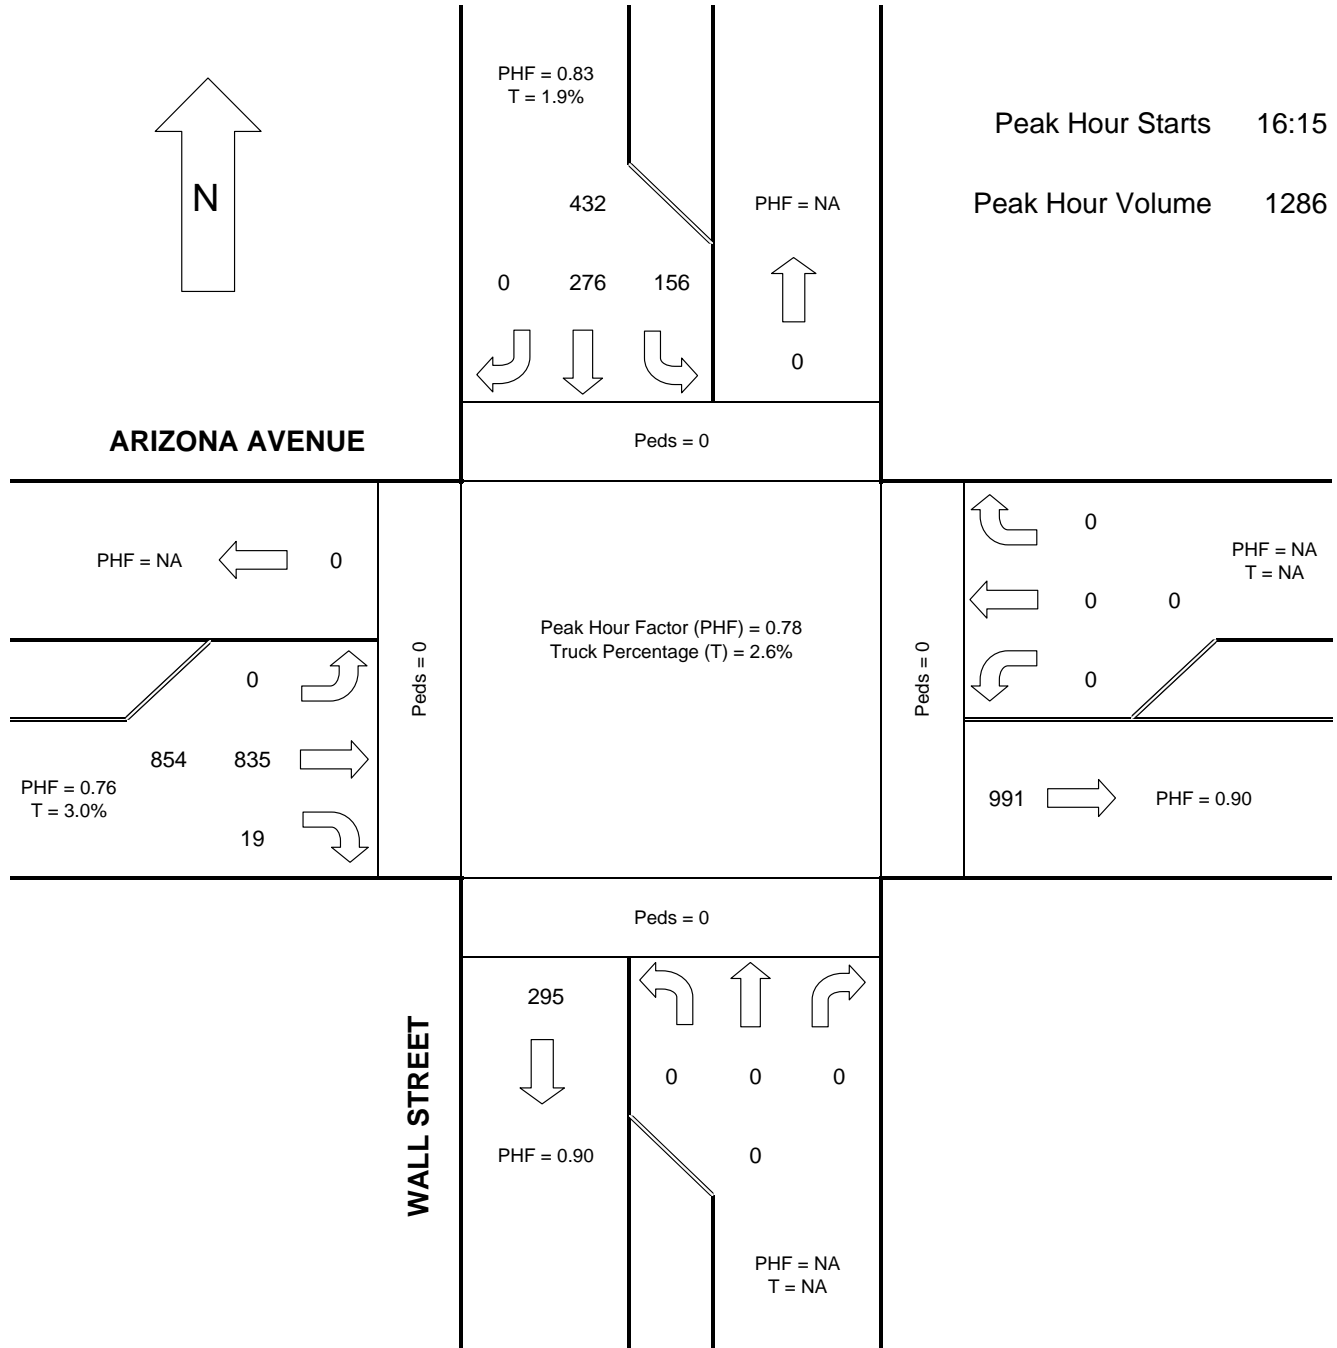 PHF = 0.83
T = 1.9%
Peak Hour Starts 16:15
N
432
PHF = NA
Peak Hour Volume 1286
0 276 156
0
ARIZONA AVENUE
Peds = 0
PHF = NA 0
0
PHF = NA
T = NA
0 0
0
Peak Hour Factor (PHF) = 0.78
Truck Percentage (T) = 2.6%
Peds = 0
Peds = 0
0
854 835
PHF = 0.76
T = 3.0%
19
991 PHF = 0.90
Peds = 0
295
WALL STREET
0 0 0
PHF = 0.90
0
PHF = NA
T = NA